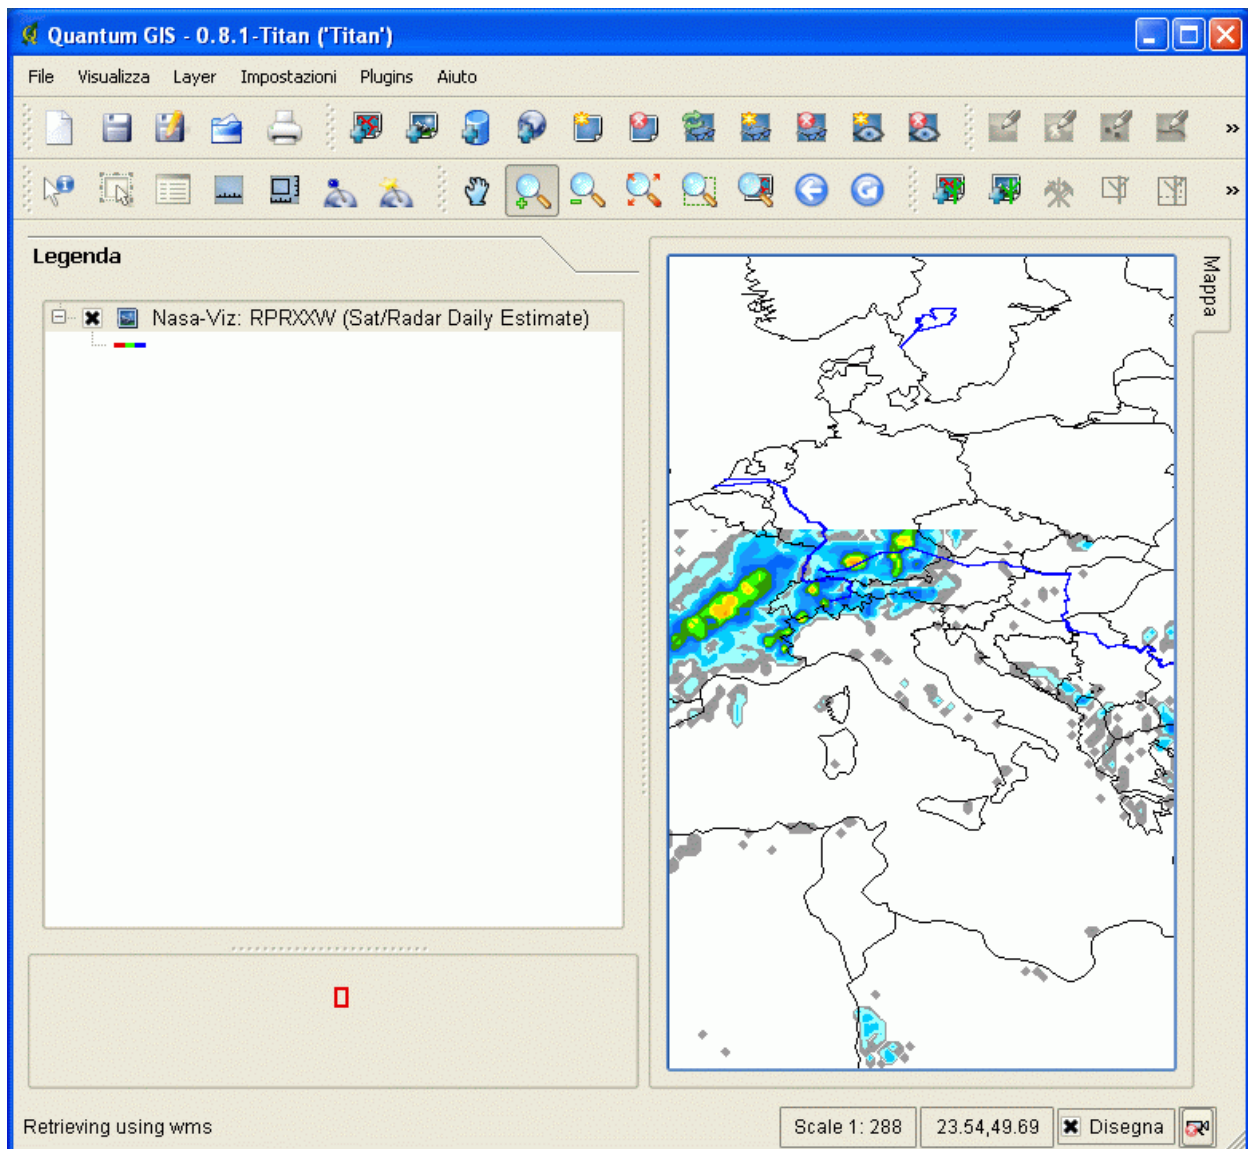 Quantum GIS - 0.8.1-Titan ('Titan')
File Visualizza Layer Impostazioni Plugins Aiuto
»
»
Legenda
Mappa
Nasa-Viz: RPRXXW (Sat/Radar Daily Estimate)
Retrieving using wms
Scale 1: 288
23.54,49.69
Disegna